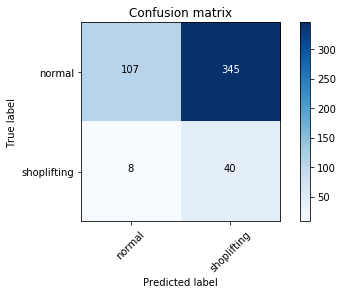 Confusion matrix
True label
normal
shoplifting
107 345
8 40
normal shoplifting
Predicted label
300
250
200
150
100
50